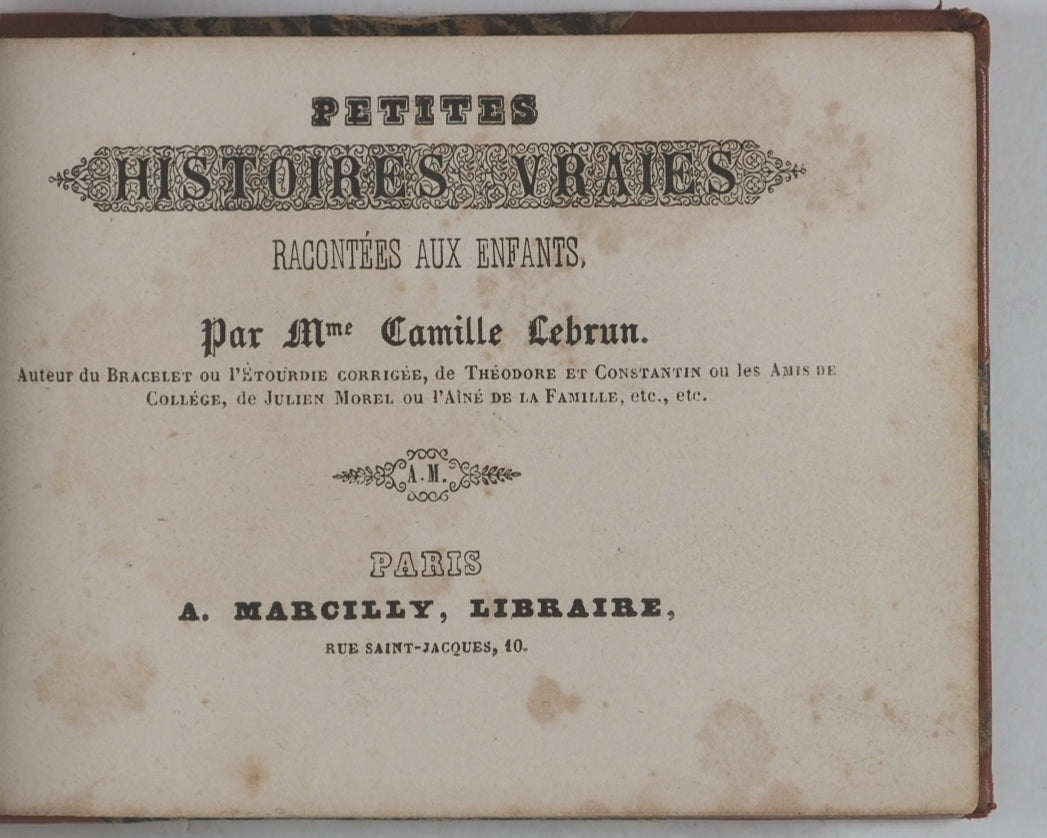 PETITES
HISTOIRES VRAIES
RACONTÉES AUX ENFANTS,
Par Mme Camille Lebrun.
Auteur du BRACELET ou l'ÉTOURDIE CORRIGÉE, de THÉODORE ET CONSTANTIN ou les AMIS DE
COLLÉGE, de JULIEN MOREL ou l'AÎNÉ DE LA FAMILLE, etc., etc.
A. M.
PARIS
A. MARCILLY, LIBRAIRE,
RUE SAINT-JACQUES, 10.